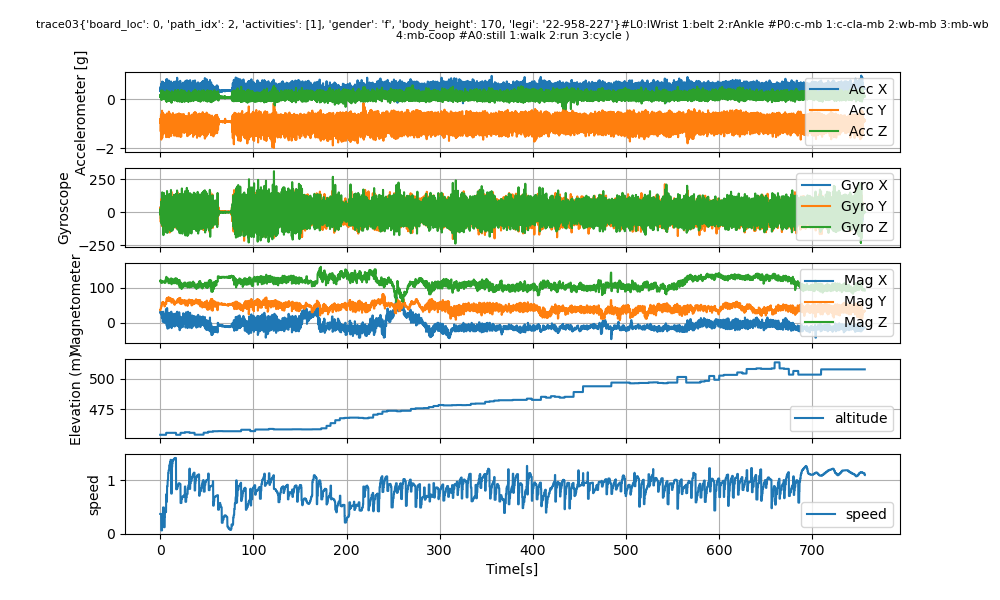 trace03{'board_loc': 0, 'path_idx': 2, 'activities': [1], 'gender': 'f', 'body_height': 170, 'legi': '22-958-227'}#L0:lWrist 1:belt 2:rAnkle #P0:c-mb 1:c-cla-mb 2:wb-mb 3:mb-wb
4:mb-coop #A0:still 1:walk 2:run 3:cycle )
Accelerometer [g]
0
−2
Acc X
Acc Y
Acc Z
Gyroscope
250
0
−250
Gyro X
Gyro Y
Gyro Z
Magnetometer
100
0
Mag X
Mag Y
Mag Z
Elevation (m)
500
475
altitude
speed
1
0
speed
0 100 200 300 400 500 600 700
Time[s]